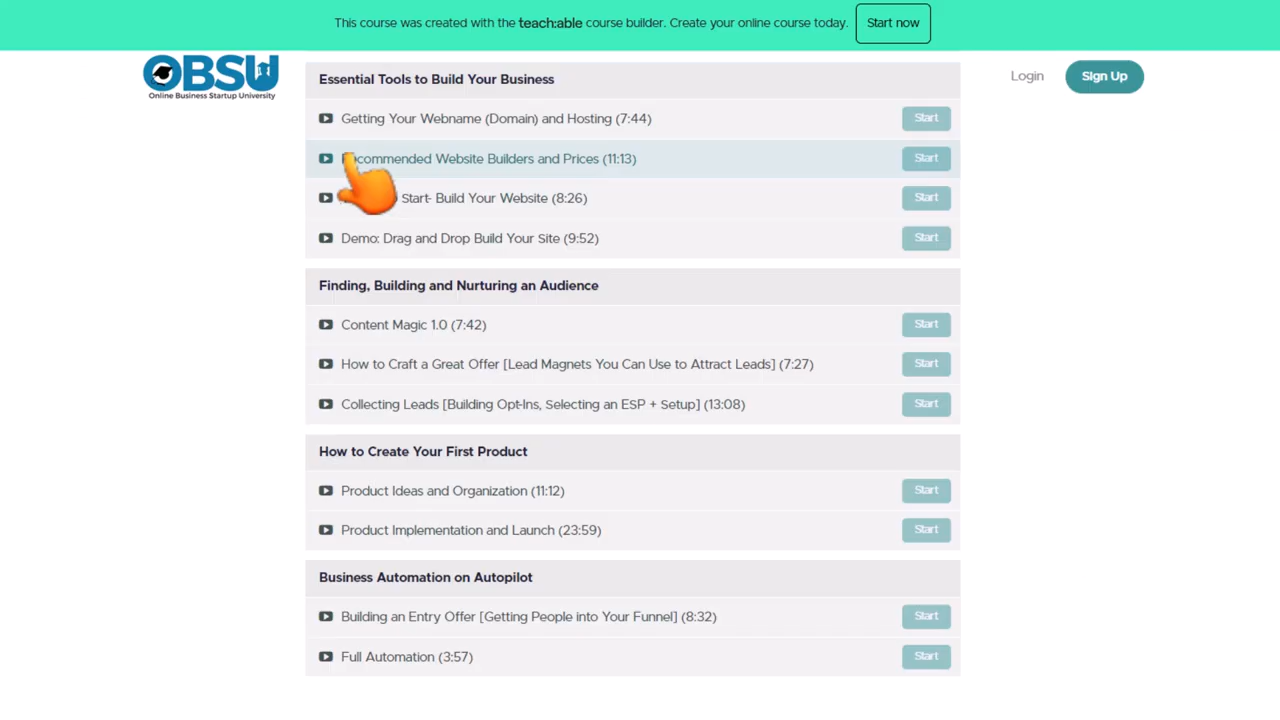 This course was created with the teach:able course builder. Create your online course today. Start now
OBSU
Online Business Startup University
Login Sign Up
Essential Tools to Build Your Business
Getting Your Webname (Domain) and Hosting (7:44) Start
commended Website Builders and Prices (11:13) Start
Start- Build Your Website (8:26) Start
Demo: Drag and Drop Build Your Site (9:52) Start
Finding, Building and Nurturing an Audience
Content Magic 1.0 (7:42) Start
How to Craft a Great Offer [Lead Magnets You Can Use to Attract Leads] (7:27) Start
Collecting Leads [Building Opt-Ins, Selecting an ESP + Setup] (13:08) Start
How to Create Your First Product
Product Ideas and Organization (11:12) Start
Product Implementation and Launch (23:59) Start
Business Automation on Autopilot
Building an Entry Offer [Getting People into Your Funnel] (8:32) Start
Full Automation (3:57) Start